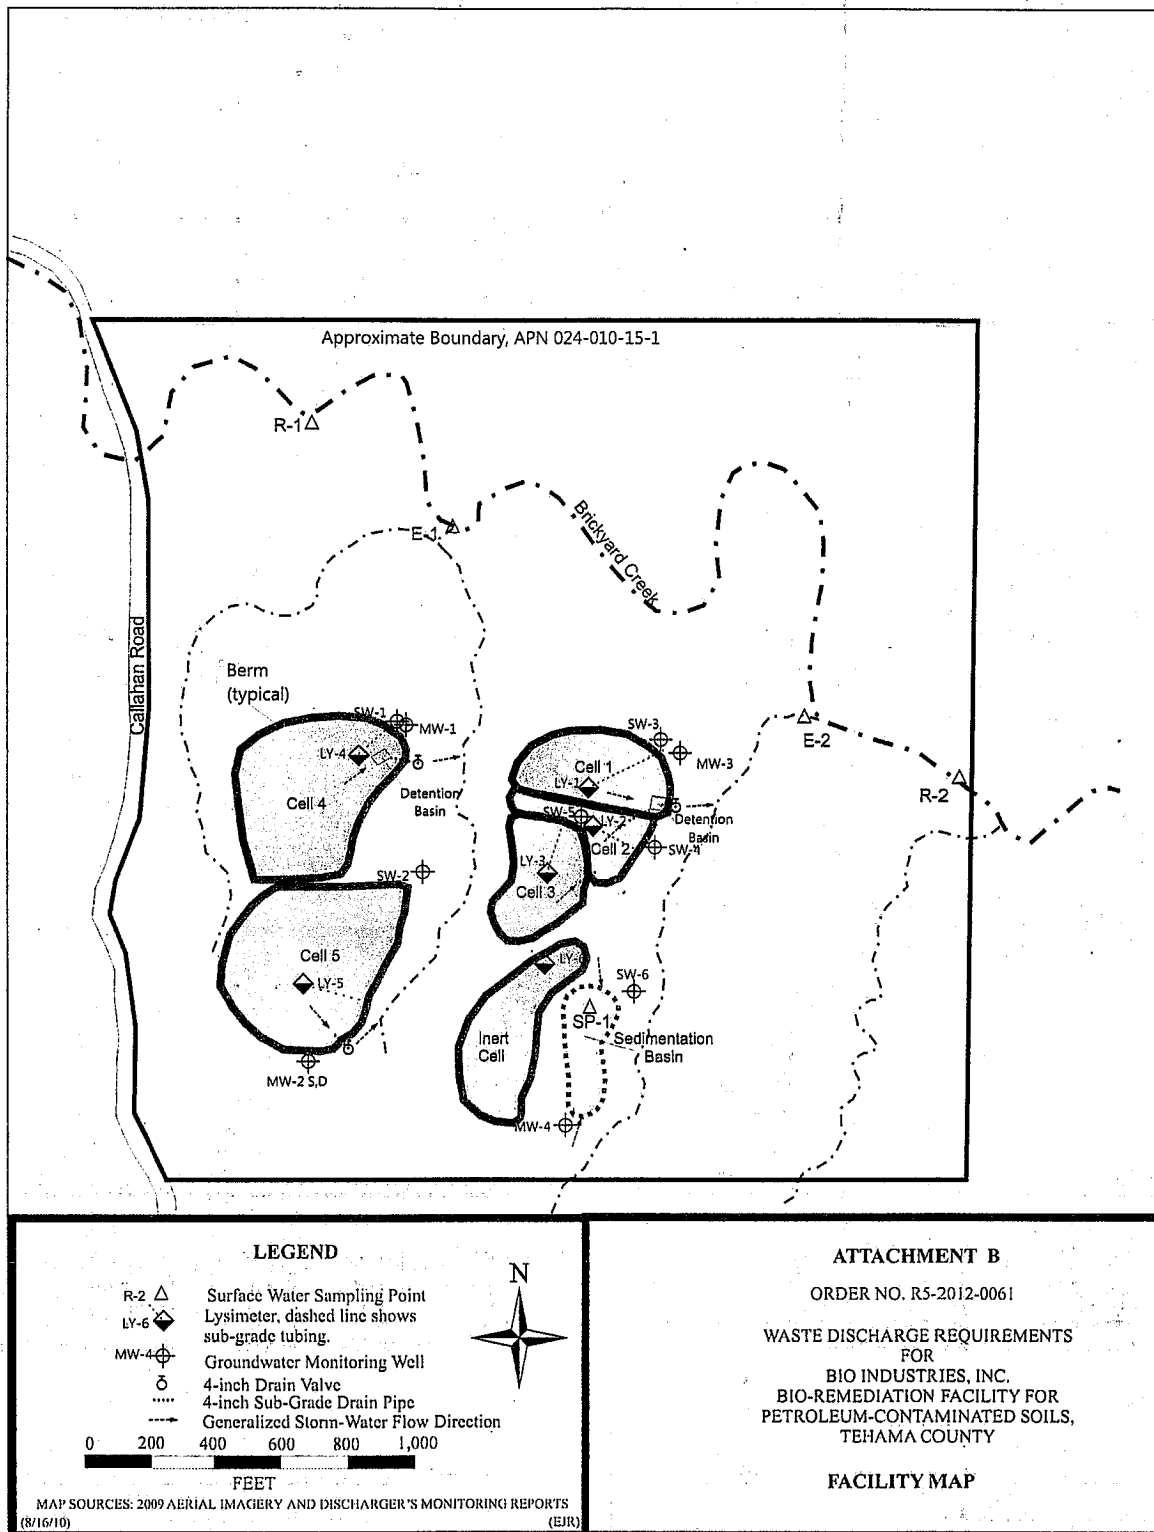 Approximate Boundary, APN 024-010-15-1
R-1
E-1
Brickyard Creek
Callahan Road
Berm
(typical)
SW-1
MW-1
LY-4
Cell 4
Detention
Basin
SW-2
Cell 5
LY-5
MW-2 S,D
SW-3
MW-3
Cell 1
LY-1
SW-5
LY-2
Detention
Basin
Cell 2
SW-4
LY-3
Cell 3
E-2
R-2
LY-6
SW-6
SP-1
Inert
Cell
Sedimentation
Basin
MW-4
LEGEND
R-2 Surface Water Sampling Point
LY-6 Lysimeter, dashed line shows
sub-grade tubing.
MW-4 Groundwater Monitoring Well
4-inch Drain Valve
4-inch Sub-Grade Drain Pipe
Generalized Storm-Water Flow Direction
N
0 200 400 600 800 1,000
FEET
MAP SOURCES: 2009 AERIAL IMAGERY AND DISCHARGER'S MONITORING REPORTS
(8/16/10) (EJR)
ATTACHMENT B
ORDER NO. R5-2012-0061
WASTE DISCHARGE REQUIREMENTS
FOR
BIO INDUSTRIES, INC.
BIO-REMEDIATION FACILITY FOR
PETROLEUM-CONTAMINATED SOILS,
TEHAMA COUNTY
FACILITY MAP